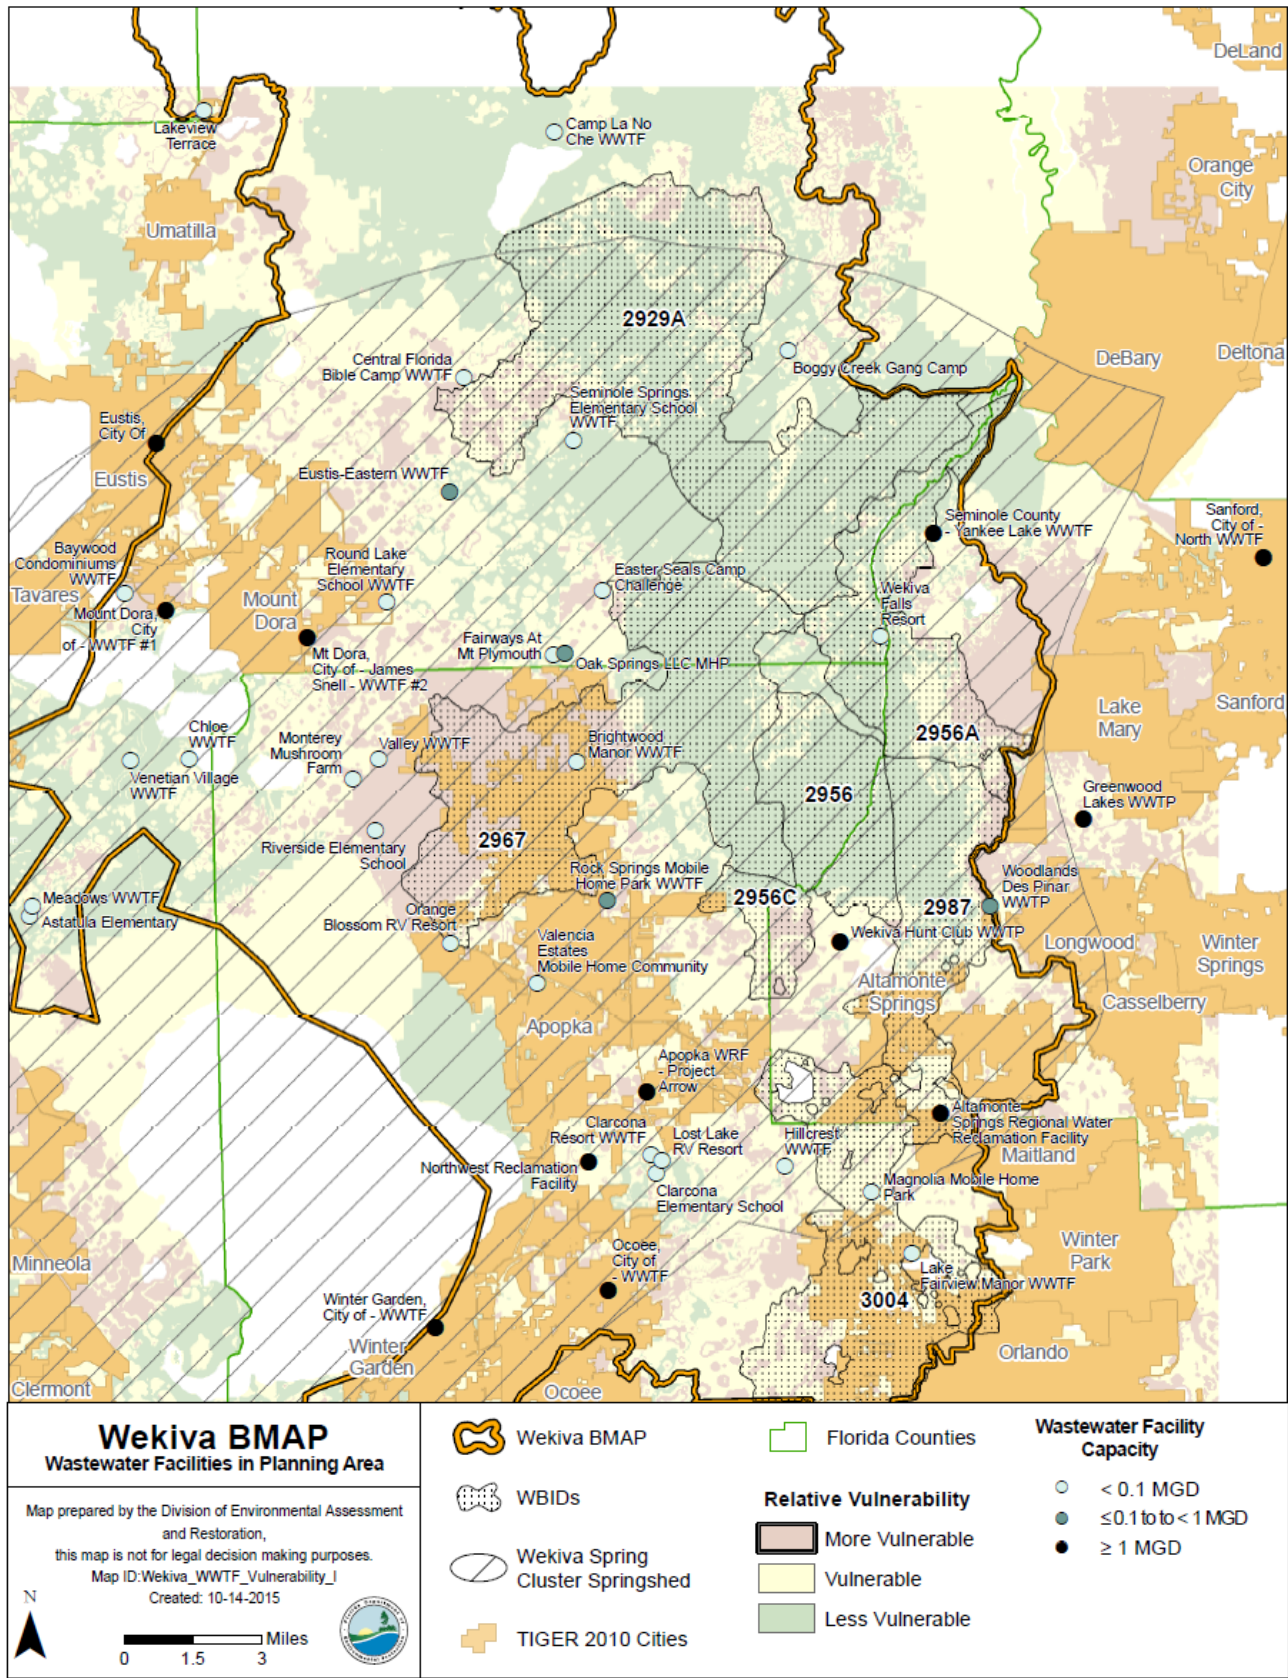 DeLand
Lakeview
Terrace
Camp La No
Che WWTF
Orange
City
Umatilla
2929A
Central Florida
Bible Camp WWTF
Boggy Creek Gang Camp
DeBary
Deltona
Seminole Springs
Elementary School
WWTF
Eustis,
City Of
Eustis
Eustis-Eastern WWTF
Seminole County
- Yankee Lake WWTF
Sanford,
City of -
North WWTF
Baywood
Condominiums
WWTF
Tavares
Round Lake
Elementary
School WWTF
Easter Seals Camp
Challenge
Mount
Dora
Mount Dora,
City
of - WWTF #1
Wekiva
Falls
Resort
Mt Dora,
City of - James
Snell - WWTF #2
Fairways At
Mt Plymouth
Oak Springs LLC MHP
Lake
Mary
Sanford
Chloe
WWTF
Monterey
Mushroom
Farm
Valley WWTF
Brightwood
Manor WWTF
2956A
Venetian Village
WWTF
2956
Greenwood
Lakes WWTP
Riverside Elementary
School
2967
Rock Springs Mobile
Home Park WWTF
Woodlands
Des Pinar
WWTP
Meadows WWTF
Astatula Elementary
2956C
2987
Orange
Blossom RV Resort
Valencia
Estates
Mobile Home Community
Wekiva Hunt Club WWTP
Longwood
Winter
Springs
Altamonte
Springs
Casselberry
Apopka
Apopka WRF
- Project
Arrow
Clarcona
Resort WWTF
Lost Lake
RV Resort
Hillcrest
WWTF
Altamonte
Springs Regional Water
Reclamation Facility
Maitland
Northwest Reclamation
Facility
Clarcona
Elementary School
Magnolia Mobile Home
Park
Minneola
Ocoee,
City of
- WWTF
Winter
Park
Lake
Fairview Manor WWTF
Winter Garden,
City of - WWTF
3004
Winter
Garden
Orlando
Clermont
Ocoee
Wekiva BMAP
Wastewater Facilities in Planning Area
Map prepared by the Division of Environmental Assessment
and Restoration,
this map is not for legal decision making purposes.
Map ID:Wekiva_WWTF_Vulnerability_l
Created: 10-14-2015
N
Miles
0 1.5 3
Wekiva BMAP
WBIDs
Wekiva Spring
Cluster Springshed
TIGER 2010 Cities
Florida Counties
Relative Vulnerability
More Vulnerable
Vulnerable
Less Vulnerable
Wastewater Facility
Capacity
< 0.1 MGD
≤0.1 to to < 1 MGD
≥ 1 MGD